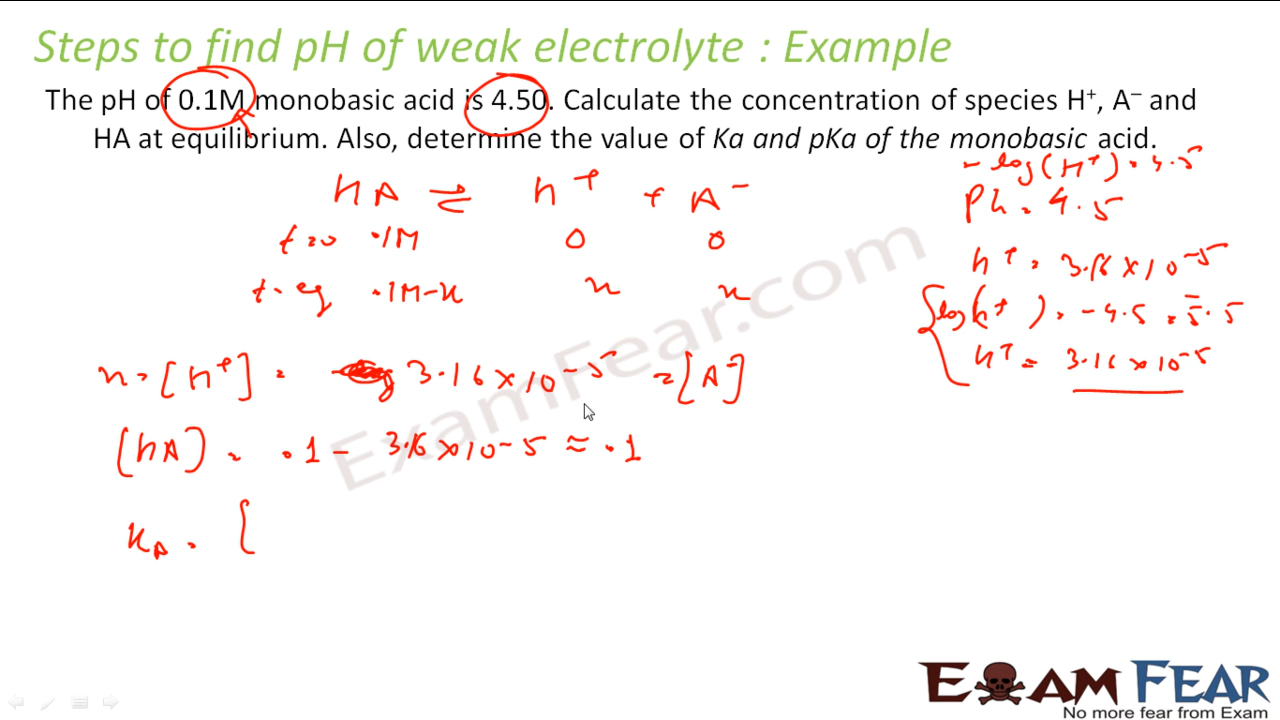 Steps to find pH of weak electrolyte : Example
The pH of 0.1M monobasic acid is 4.50. Calculate the concentration of species H⁺, A⁻ and
HA at equilibrium. Also, determine the value of Ka and pKa of the monobasic acid.
- log(H⁺) = 4.5
HA ⇌ H⁺ + A⁻
Ph = 4.5
t=0 .1M 0 0
H⁺ = 3.16 × 10⁻⁵
t=eq .1M-x x x
log(H⁺) = -4.5 = 5̄.5
H⁺ = 3.16 × 10⁻⁵
x = [H⁺] = 3.16 × 10⁻⁵ = [A⁻]
[HA] = .1 - 3.16 × 10-5 ≈ .1
KA = [
ExamFear.com
EXAM FEAR
No more fear from Exam